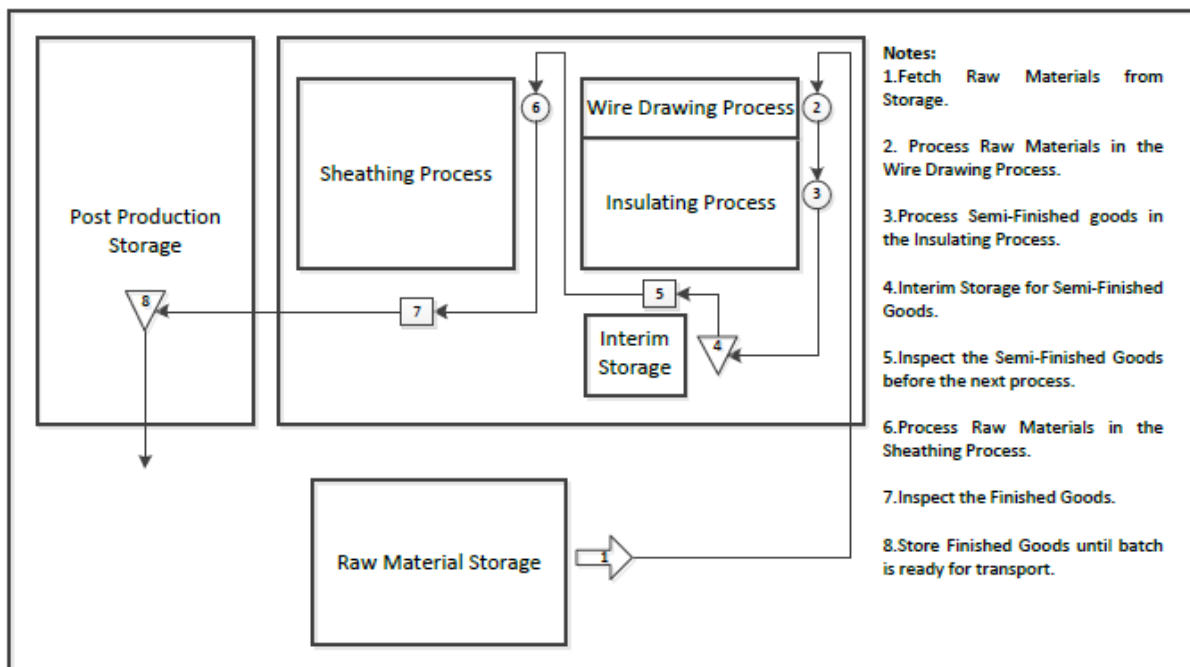 Post Production
Storage
8
Sheathing Process
6
7
Wire Drawing Process
2
Insulating Process
3
5
Interim
Storage
4
Raw Material Storage
1
Notes:
1.Fetch Raw Materials from
Storage.
2. Process Raw Materials in the
Wire Drawing Process.
3.Process Semi-Finished goods in
the Insulating Process.
4.Interim Storage for Semi-Finished
Goods.
5.Inspect the Semi-Finished Goods
before the next process.
6.Process Raw Materials in the
Sheathing Process.
7.Inspect the Finished Goods.
8.Store Finished Goods until batch
is ready for transport.